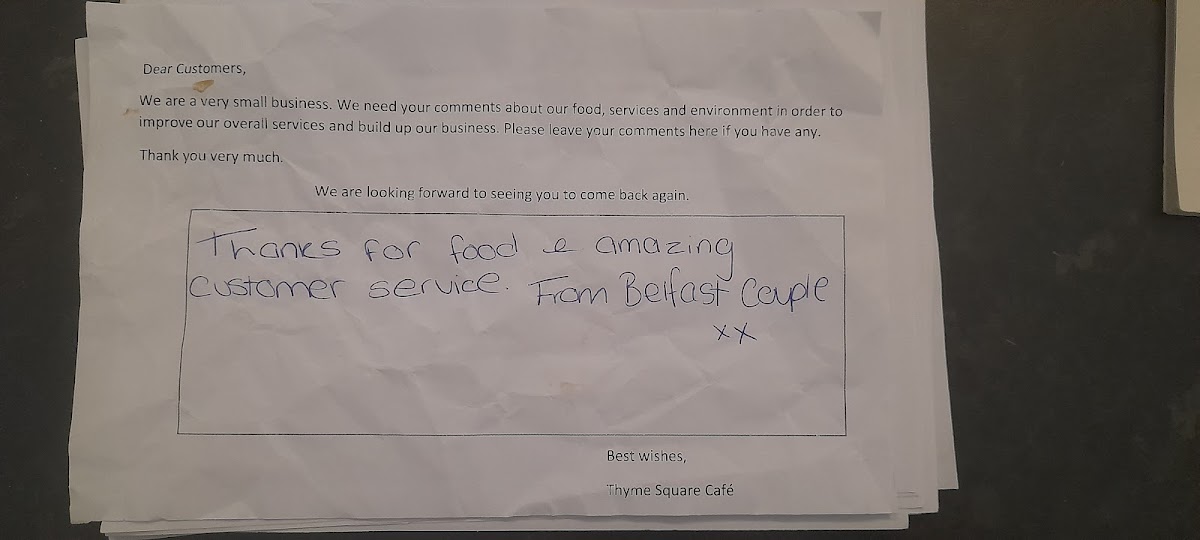 Dear Customers,
We are a very small business. We need your comments about our food, services and environment in order to
improve our overall services and build up our business. Please leave your comments here if you have any.
Thank you very much.
We are looking forward to seeing you to come back again.
Thanks for food & amazing
customer service. From Belfast Couple
xx
Best wishes,
Thyme Square Café